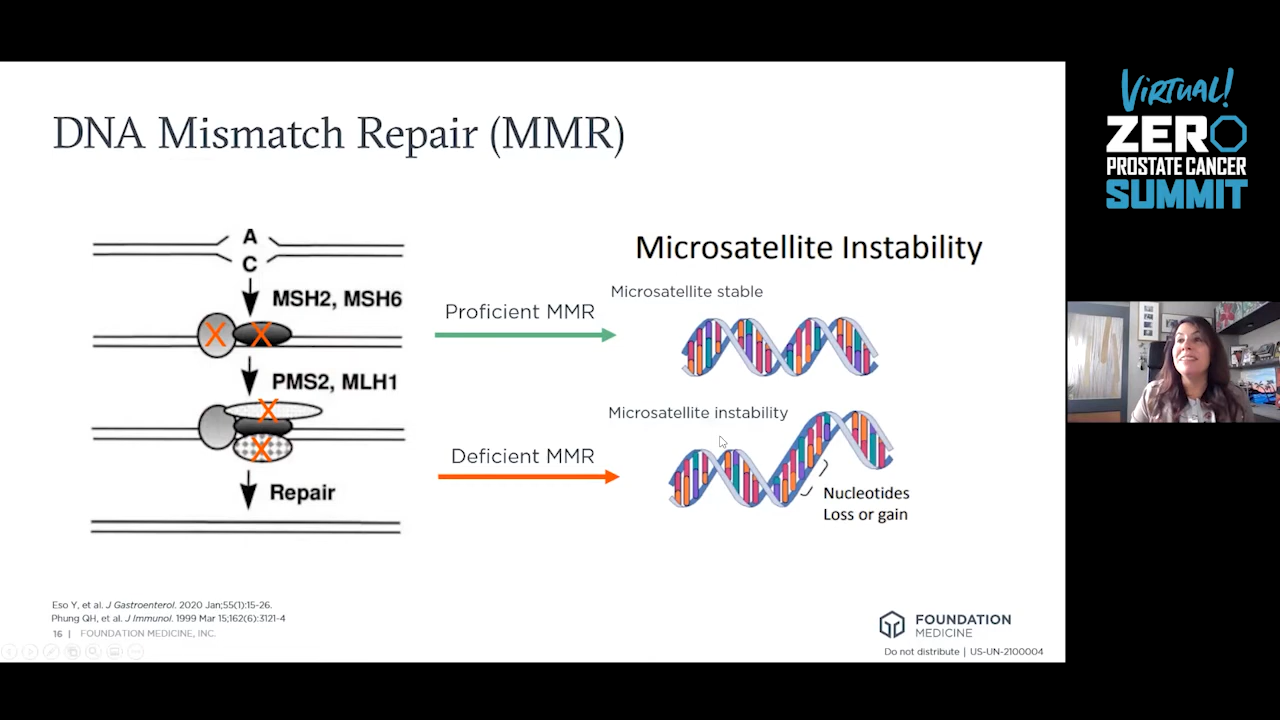 DNA Mismatch Repair (MMR)
A
C
MSH2, MSH6
X X
PMS2, MLH1
X
X
Repair
Proficient MMR
Deficient MMR
Microsatellite Instability
Microsatellite stable
Microsatellite instability
Nucleotides
Loss or gain
Eso Y, et al. J Gastroenterol. 2020 Jan;55(1):15-26.
Phung QH, et al. J Immunol. 1999 Mar 15;162(6):3121-4
16 | FOUNDATION MEDICINE, INC.
FOUNDATION
MEDICINE
Do not distribute | US-UN-2100004
VIRTUAL!
ZERO
PROSTATE CANCER
SUMMIT